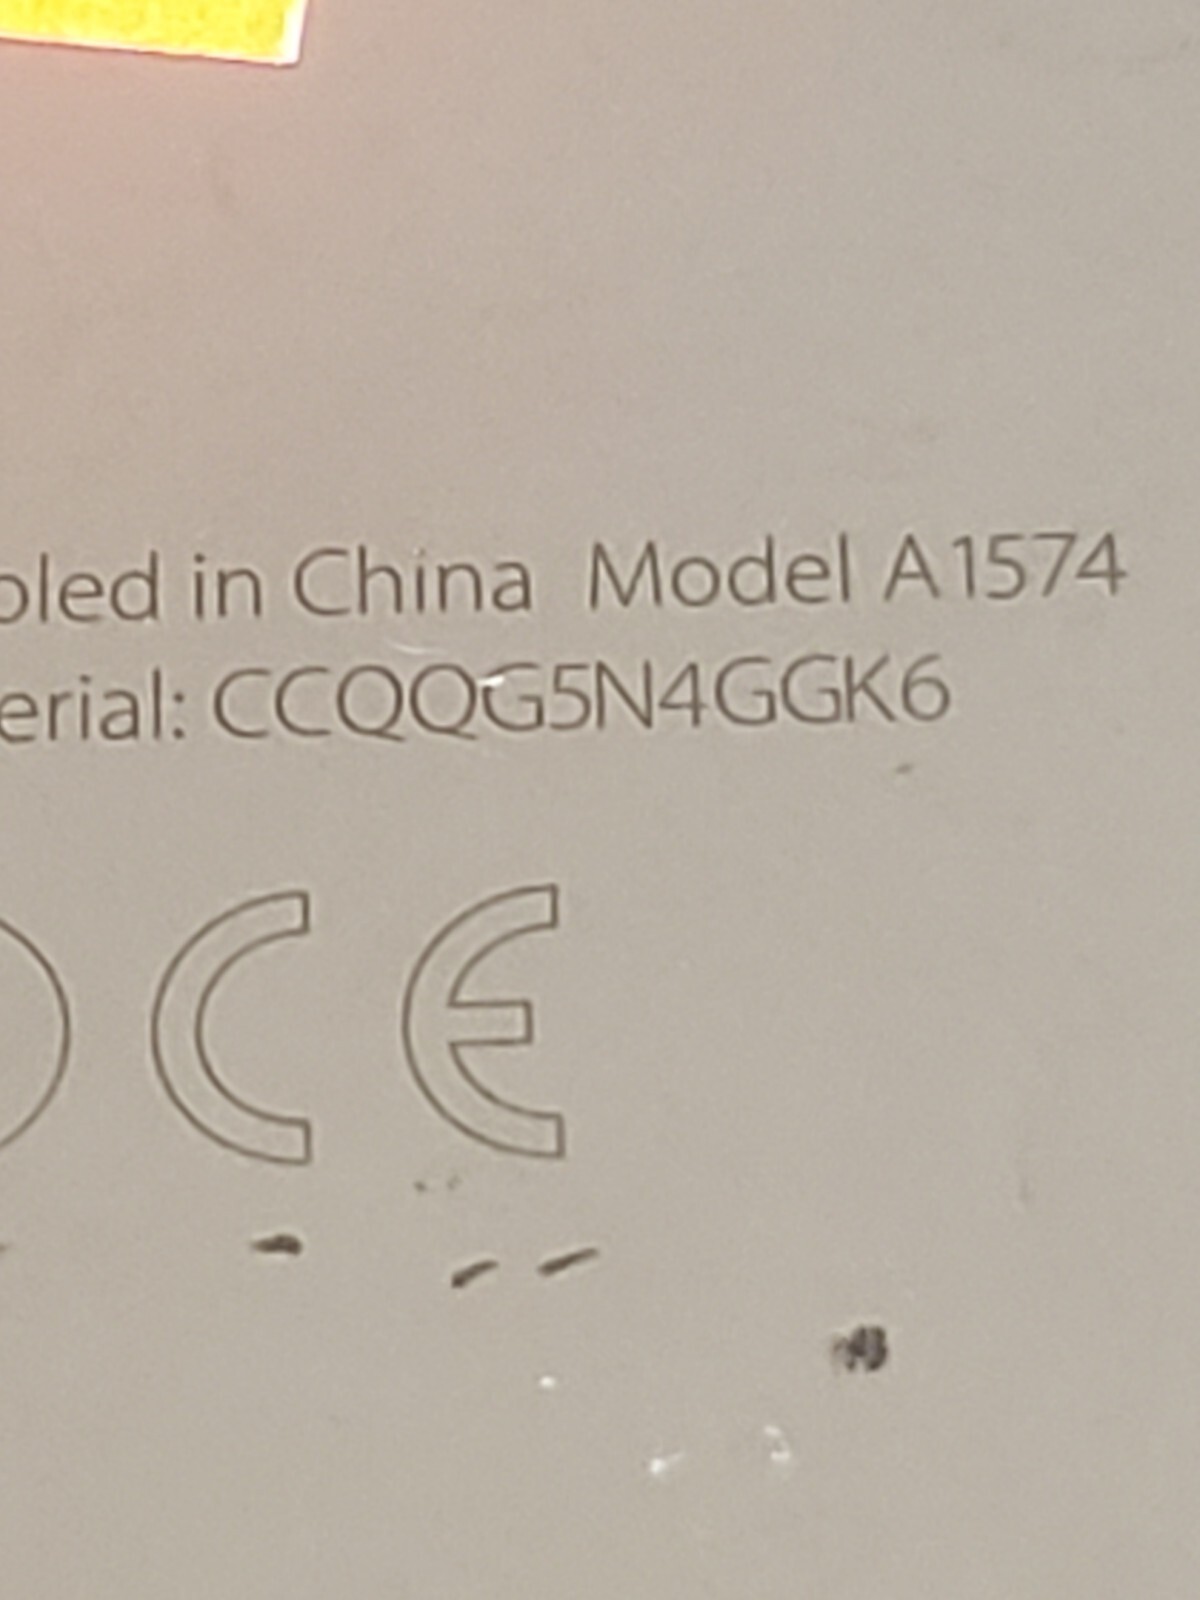 bled in China Model A1574
erial: CCQQG5N4GGK6
CE